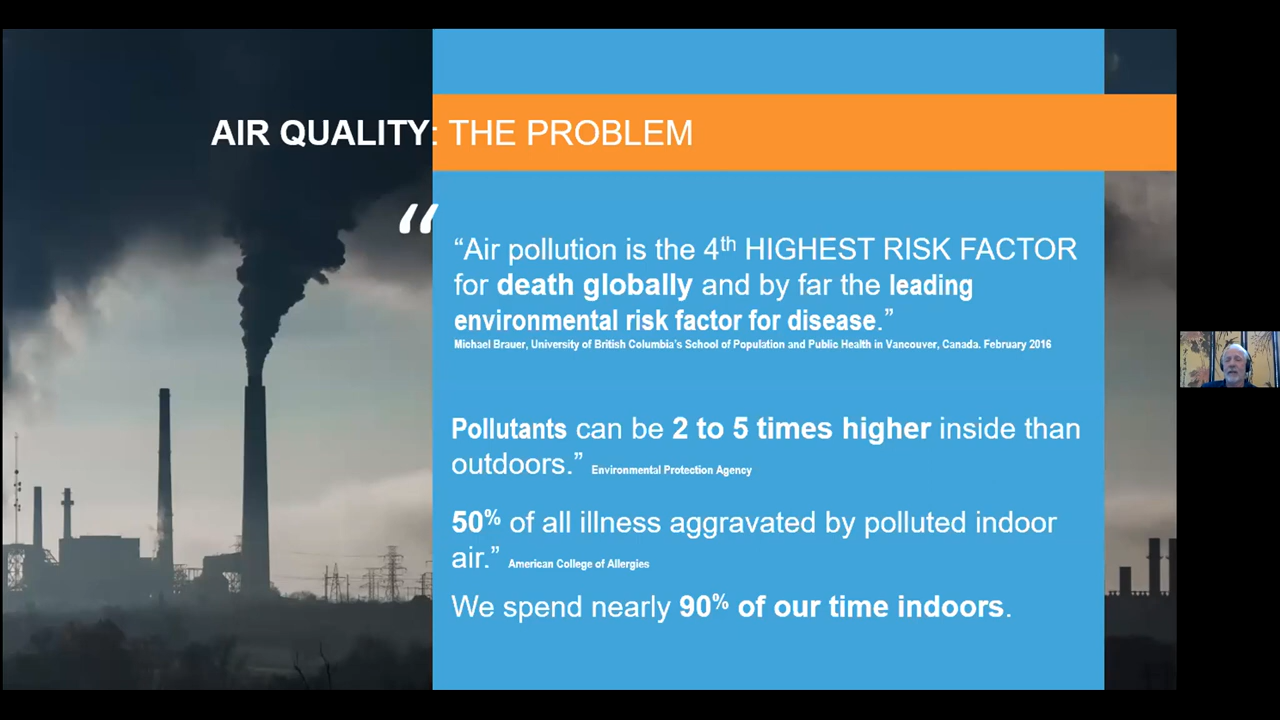 AIR QUALITY: THE PROBLEM
“
“Air pollution is the 4th HIGHEST RISK FACTOR
for death globally and by far the leading
environmental risk factor for disease.”
Michael Brauer, University of British Columbia’s School of Population and Public Health in Vancouver, Canada. February 2016
Pollutants can be 2 to 5 times higher inside than
outdoors.” Environmental Protection Agency
50% of all illness aggravated by polluted indoor
air.” American College of Allergies
We spend nearly 90% of our time indoors.